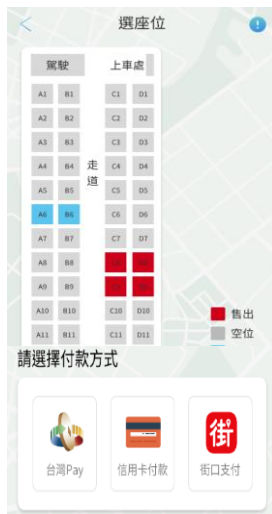 選座位
駕駛 上車處
A1 B1 C1 D1
A2 B2 C2 D2
A3 B3 C3 D3
A4 B4 走 C4 D4
A5 B5 道 C5 D5
A6 B6 C6 D6
A7 B7 C7 D7
A8 B8
A9 B9
A10 B10 C10 D10
A11 B11 C11 D11
售出
空位
請選擇付款方式
街
台灣Pay 信用卡付款 街口支付